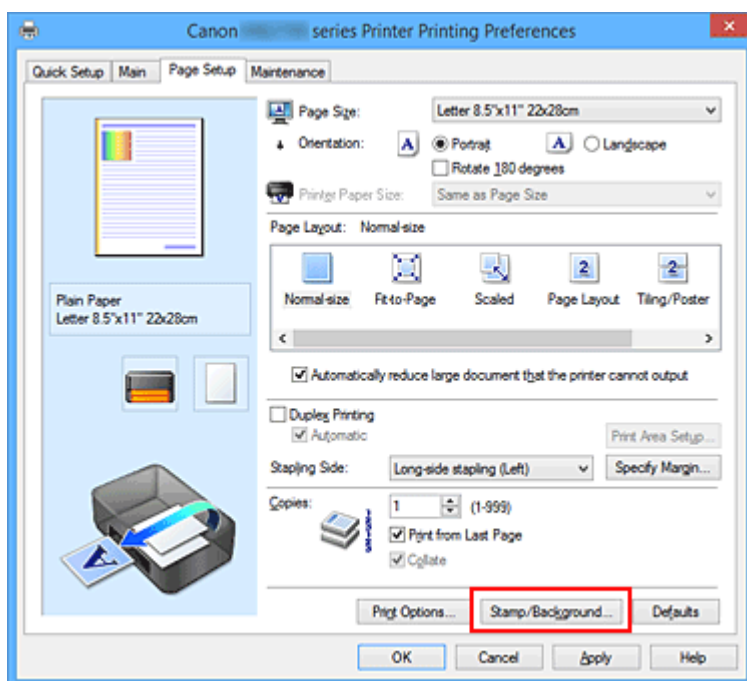 Canon series Printer Printing Preferences
Quick Setup Main Page Setup Maintenance
Page Size: Letter 8.5"x11" 22x28cm
Orientation: A Portrait A Landscape
Rotate 180 degrees
Printer Paper Size: Same as Page Size
Page Layout: Normal-size
2 2
Normal-size Fit-to-Page Scaled Page Layout Tiling/Poster
Plain Paper
Letter 8.5"x11" 22x28cm
Automatically reduce large document that the printer cannot output
Duplex Printing
Automatic
Print Area Setup...
Stapling Side: Long-side stapling (Left) Specify Margin...
Copies: 1 (1-999)
Print from Last Page
Collate
A
Print Options... Stamp/Background... Defaults
OK Cancel Apply Help